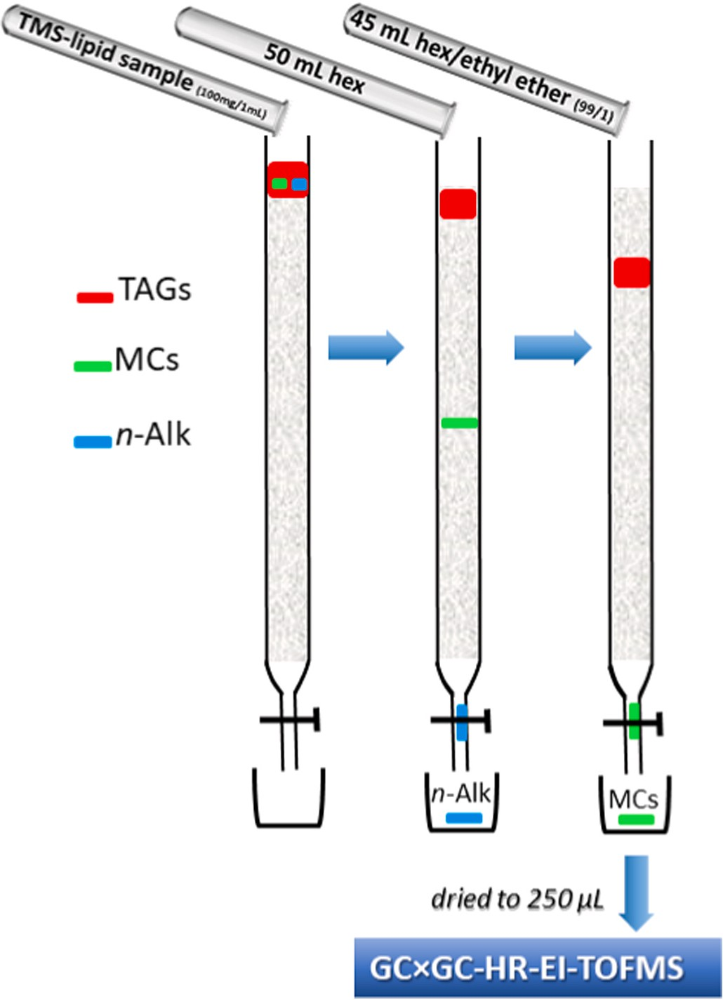 TMS-lipid sample (100mg/1mL)
50 mL hex
45 mL hex/ethyl ether (99/1)
TAGs
MCs
n-Alk
n-Alk
MCs
dried to 250 µL
GC×GC-HR-EI-TOFMS